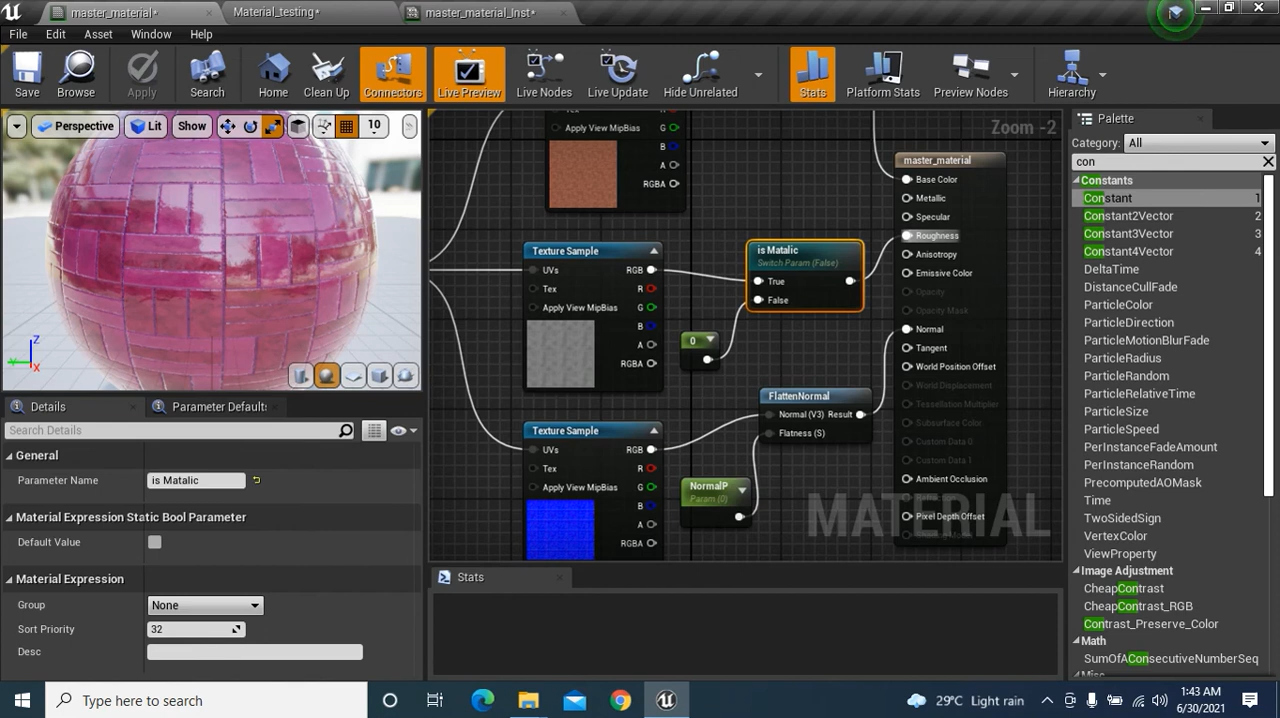 master_material*
Material_testing*
master_material_Inst*
File Edit Asset Window Help
Save Browse Apply Search Home Clean Up Connectors Live Preview Live Nodes Live Update Hide Unrelated Stats Platform Stats Preview Nodes Hierarchy
Perspective Lit Show 10
Zoom -2
Apply View MipBias G
B
A
RGBA
Texture Sample
UVs RGB
Tex R
Apply View MipBias G
B
A
RGBA
is Matalic
Switch Param (False)
True
False
0
Texture Sample
UVs RGB
Tex R
Apply View MipBias G
B
A
RGBA
FlattenNormal
Normal (V3) Result
Flatness (S)
NormalP
Param (0)
master_material
Base Color
Metallic
Specular
Roughness
Anisotropy
Emissive Color
Opacity
Opacity Mask
Normal
Tangent
World Position Offset
World Displacement
Tessellation Multiplier
Subsurface Color
Custom Data 0
Custom Data 1
Ambient Occlusion
Pixel Depth Offset
MATERIAL
Z
Y
X
Details
Parameter Default
Search Details
General
Parameter Name is Matalic
Material Expression Static Bool Parameter
Default Value
Material Expression
Group None
Sort Priority 32
Desc
Stats
Palette
Category: All
con
Constants
Constant 1
Constant2Vector 2
Constant3Vector 3
Constant4Vector 4
DeltaTime
DistanceCullFade
ParticleColor
ParticleDirection
ParticleMotionBlurFade
ParticleRadius
ParticleRandom
ParticleRelativeTime
ParticleSize
ParticleSpeed
PerInstanceFadeAmount
PerInstanceRandom
PrecomputedAOMask
Time
TwoSidedSign
VertexColor
ViewProperty
Image Adjustment
CheapContrast
CheapContrast_RGB
Contrast_Preserve_Color
Math
SumOfAConsecutiveNumberSeq
Misc
Type here to search
29°C Light rain
1:43 AM
6/30/2021